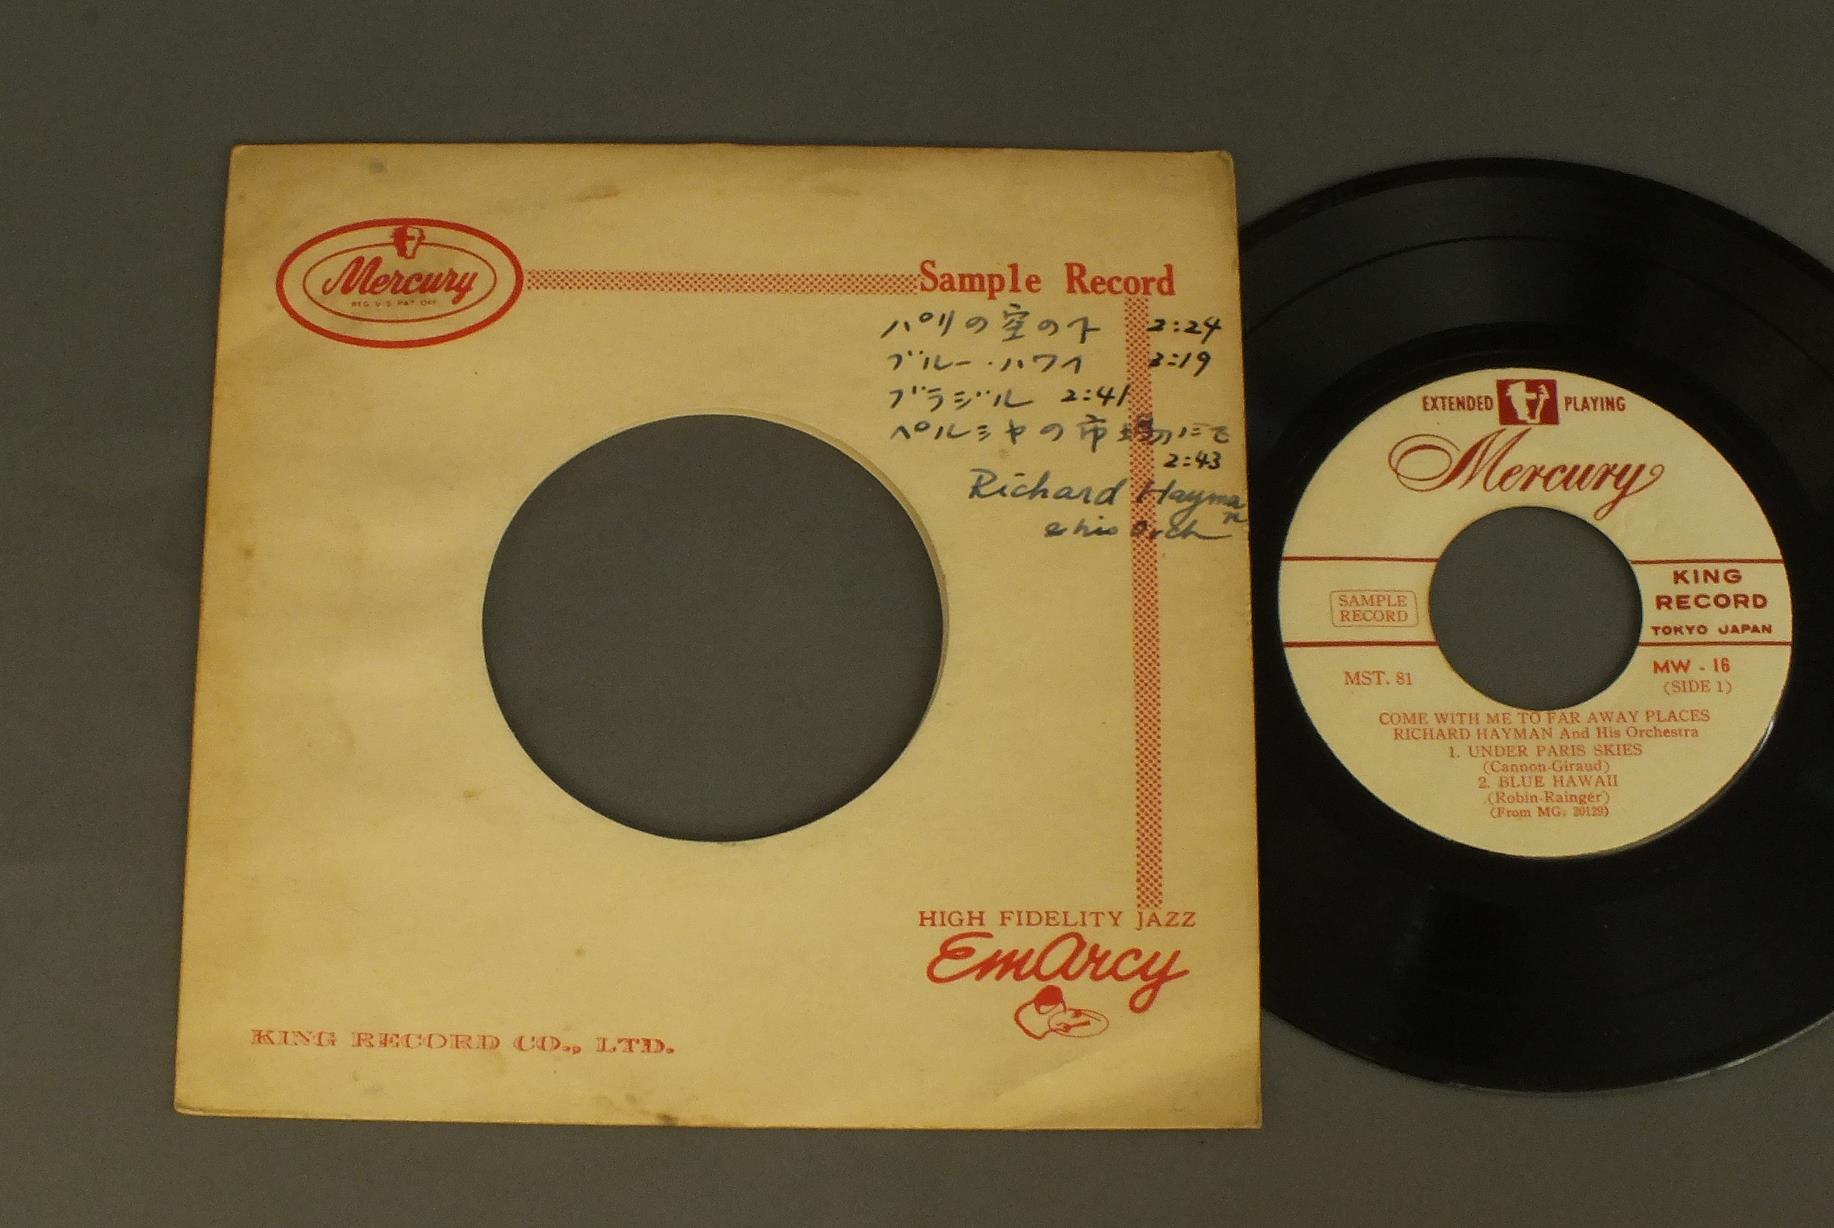 Mercury
REG. U.S. PAT. OFF.
Sample Record
パリの空の下 2:24
ブルー・ハワイ 3:19
ブラジル 2:41
ペルシャの市場にて
2:43
Richard Hayman
& his Orch
HIGH FIDELITY JAZZ
EmArcy
KING RECORD CO., LTD.
EXTENDED PLAYING
Mercury
KING
RECORD
TOKYO JAPAN
SAMPLE
RECORD
MW - 16
(SIDE 1)
MST. 81
COME WITH ME TO FAR AWAY PLACES
RICHARD HAYMAN And His Orchestra
1. UNDER PARIS SKIES
(Cannon-Giraud)
2. BLUE HAWAII
(Robin-Rainger)
(From MG: 20129)